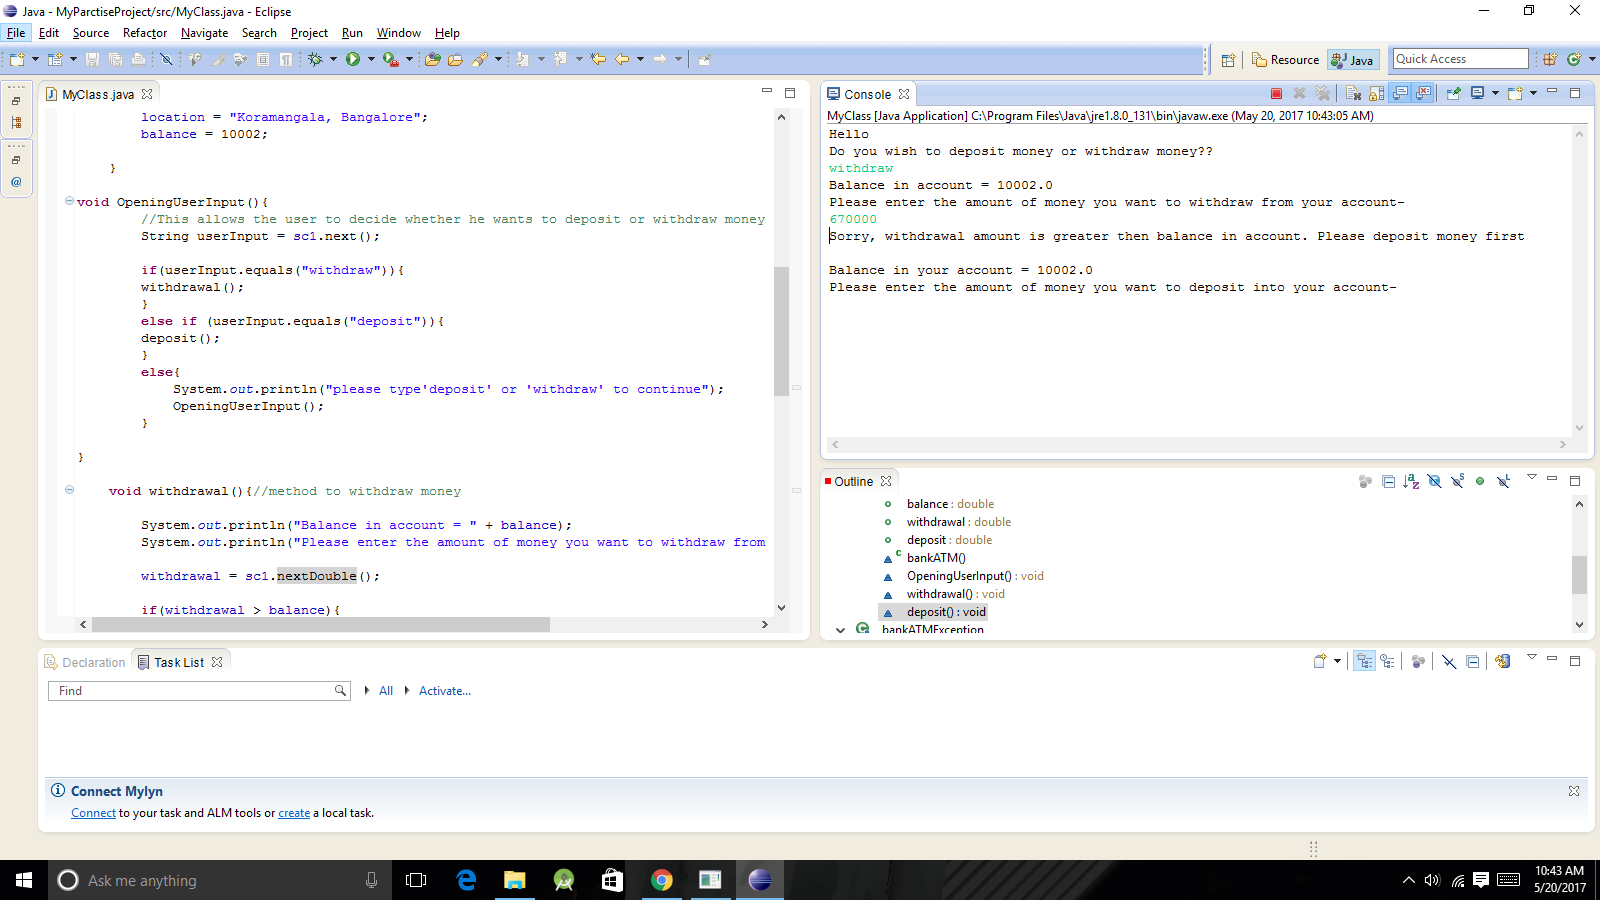 Java - MyParctiseProject/src/MyClass.java - Eclipse
File Edit Source Refactor Navigate Search Project Run Window Help
Resource
Java
Quick Access
MyClass.java
location = "Koramangala, Bangalore";
balance = 10002;
}
void OpeningUserInput(){
//This allows the user to decide whether he wants to deposit or withdraw money
String userInput = sc1.next();
if(userInput.equals("withdraw")){
withdrawal();
}
else if (userInput.equals("deposit")){
deposit();
}
else{
System.out.println("please type'deposit' or 'withdraw' to continue");
OpeningUserInput();
}
}
void withdrawal(){//method to withdraw money
System.out.println("Balance in account = " + balance);
System.out.println("Please enter the amount of money you want to withdraw from
withdrawal = sc1.nextDouble();
if(withdrawal > balance){
Console
MyClass [Java Application] C:\Program Files\Java\jre1.8.0_131\bin\javaw.exe (May 20, 2017 10:43:05 AM)
Hello
Do you wish to deposit money or withdraw money??
withdraw
Balance in account = 10002.0
Please enter the amount of money you want to withdraw from your account-
670000
Sorry, withdrawal amount is greater then balance in account. Please deposit money first
Balance in your account = 10002.0
Please enter the amount of money you want to deposit into your account-
Outline
balance : double
withdrawal : double
deposit : double
bankATM()
OpeningUserInput() : void
withdrawal() : void
deposit() : void
bankATMException
Declaration
Task List
Find
All
Activate...
Connect Mylyn
Connect to your task and ALM tools or create a local task.
Ask me anything
10:43 AM
5/20/2017